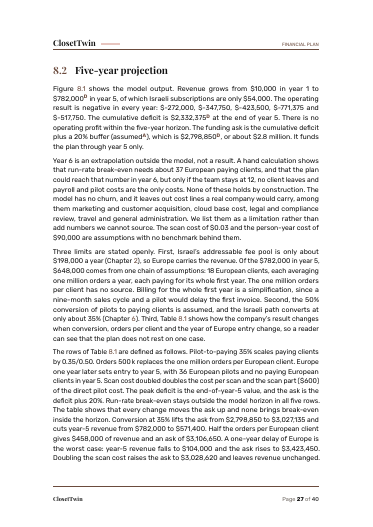 ClosetTwin
FINANCIAL PLAN
8.2 Five-year projection
Figure 8.1 shows the model output. Revenue grows from $10,000 in year 1 to
$782,000ᴰ in year 5, of which Israeli subscriptions are only $54,000. The operating
result is negative in every year: $-272,000, $-347,750, $-423,500, $-771,375 and
$-517,750. The cumulative deficit is $2,332,375ᴰ at the end of year 5. There is no
operating profit within the five-year horizon. The funding ask is the cumulative deficit
plus a 20% buffer (assumedᴬ), which is $2,798,850ᴰ, or about $2.8 million. It funds
the plan through year 5 only.
Year 6 is an extrapolation outside the model, not a result. A hand calculation shows
that run-rate break-even needs about 37 European paying clients, and that the
plan could reach that number in year 6, but only if the team stays at 12, no client leaves and
payroll and pilot costs are the only costs. None of these holds by construction. The
model has no churn, and it leaves out cost lines a real company would carry, among
them marketing and customer acquisition, cloud base cost, legal and compliance
review, travel and general administration. We list them as a limitation rather than
add numbers we cannot source. The scan cost of $0.03 and the person-year cost of
$90,000 are assumptions with no benchmark behind them.
Three limits are stated openly. First, Israel's addressable fee pool is only about
$198,000 a year (Chapter 2), so Europe carries the revenue. Of the $782,000 in year 5,
$648,000 comes from one chain of assumptions: 18 European clients, each averaging
one million orders a year, each paying for its whole first year. The one million orders
per client has no source. Billing for the whole first year is a simplification, since a
nine-month sales cycle and a pilot would delay the first invoice. Second, the 50%
conversion of pilots to paying clients is assumed, and the Israeli path converts at
only about 35% (Chapter 6). Third, Table 8.1 shows how the company's result changes
when conversion, orders per client and the year of Europe entry change, so a reader
can see that the plan does not rest on one case.
The rows of Table 8.1 are defined as follows. Pilot-to-paying 35% scales paying clients
by 0.35/0.50. Orders 500 k replaces the one million orders per European client. Europe
one year later sets entry to year 5, with 36 European pilots and no paying European
clients in year 5. Scan cost doubled doubles the cost per scan and the scan part ($600)
of the direct pilot cost. The peak deficit is the end-of-year-5 value, and the ask is the
deficit plus 20%. Run-rate break-even stays outside the model horizon in all five rows.
The table shows that every change moves the ask up and none brings break-even
inside the horizon. Conversion at 35% lifts the ask from $2,798,850 to $3,027,135 and
cuts year-5 revenue from $782,000 to $571,400. Half the orders per European client
gives $458,000 of revenue and an ask of $3,106,650. A one-year delay of Europe is
the worst case: year-5 revenue falls to $104,000 and the ask rises to $3,423,450.
Doubling the scan cost raises the ask to $3,028,620 and leaves revenue unchanged.
ClosetTwin
Page 27 of 40